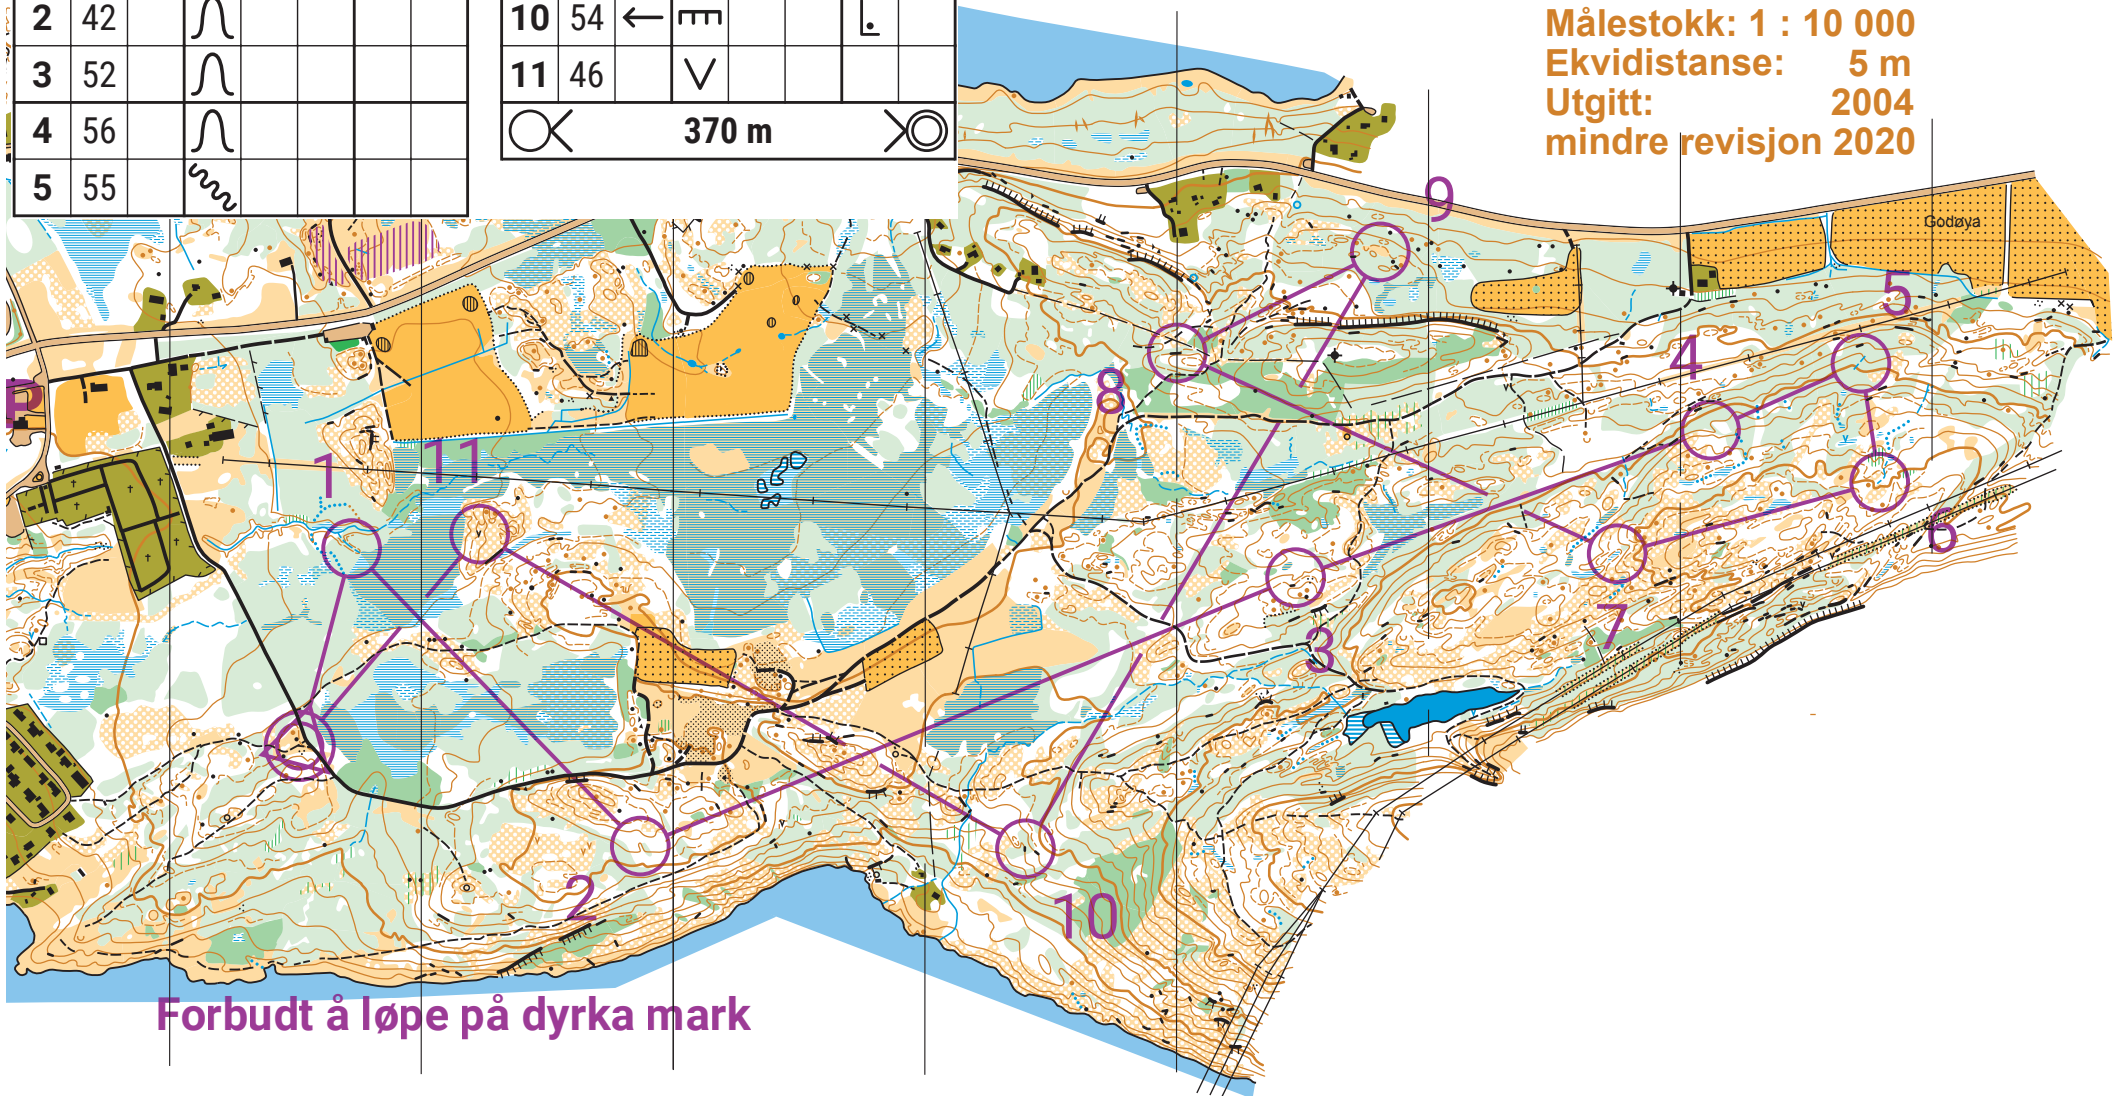 2 42
3 52
4 56
5 55
10 54
11 46
370 m
Målestokk: 1 : 10 000
Ekvidistanse: 5 m
Utgitt: 2004
mindre revisjon 2020
Godøya
P
1
2
3
4
5
6
7
8
9
10
11
Forbudt å løpe på dyrka mark